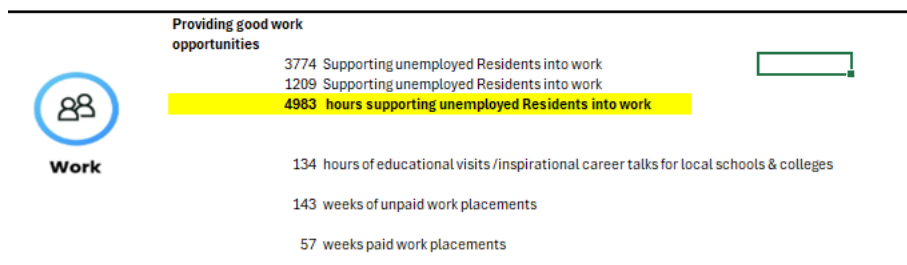 Providing good work
opportunities
3774 Supporting unemployed Residents into work
1209 Supporting unemployed Residents into work
4983 hours supporting unemployed Residents into work
Work
134 hours of educational visits /inspirational career talks for local schools & colleges
143 weeks of unpaid work placements
57 weeks paid work placements